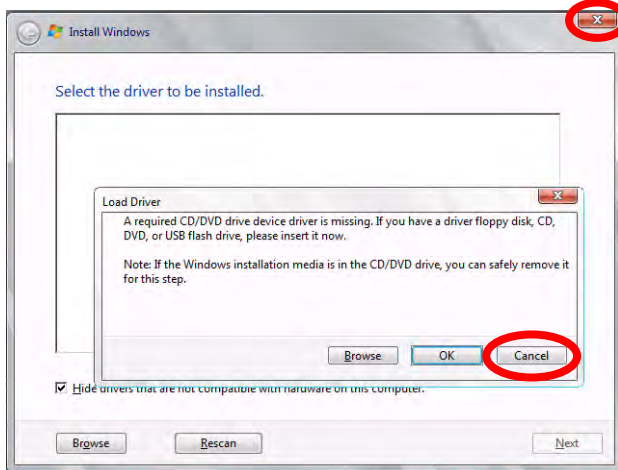 Install Windows
Select the driver to be installed.
Load Driver
A required CD/DVD drive device driver is missing. If you have a driver floppy disk, CD,
DVD, or USB flash drive, please insert it now.
Note: If the Windows installation media is in the CD/DVD drive, you can safely remove it
for this step.
Browse OK Cancel
Hide drivers that are not compatible with hardware on this computer.
Browse Rescan Next